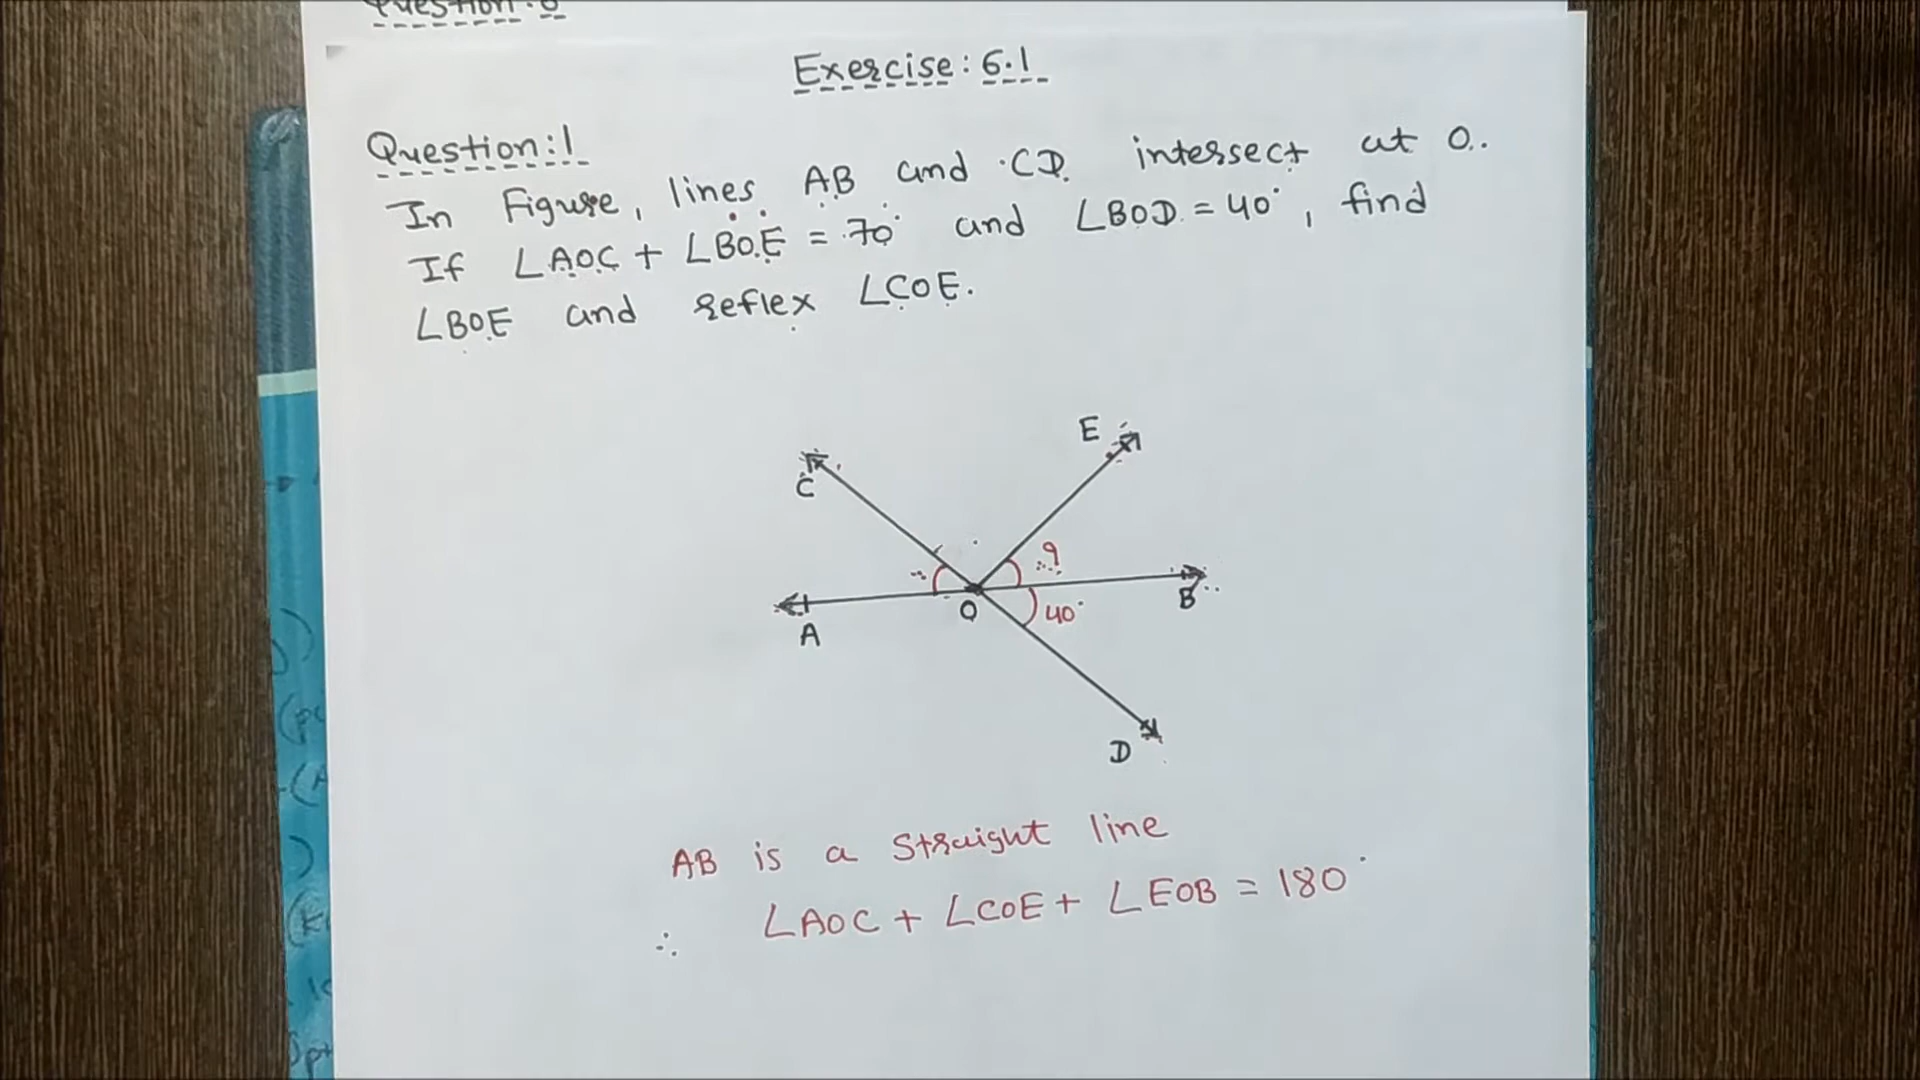 Question:
Exercise: 6.1
Question:1
In Figure, lines AB and CD intersect at O.
If ∠AOC + ∠BOE = 70° and ∠BOD = 40°, find
∠BOE and reflex ∠COE.
E
C
?
B
O
40°
A
D
AB is a straight line
∴ ∠AOC + ∠COE + ∠EOB = 180°